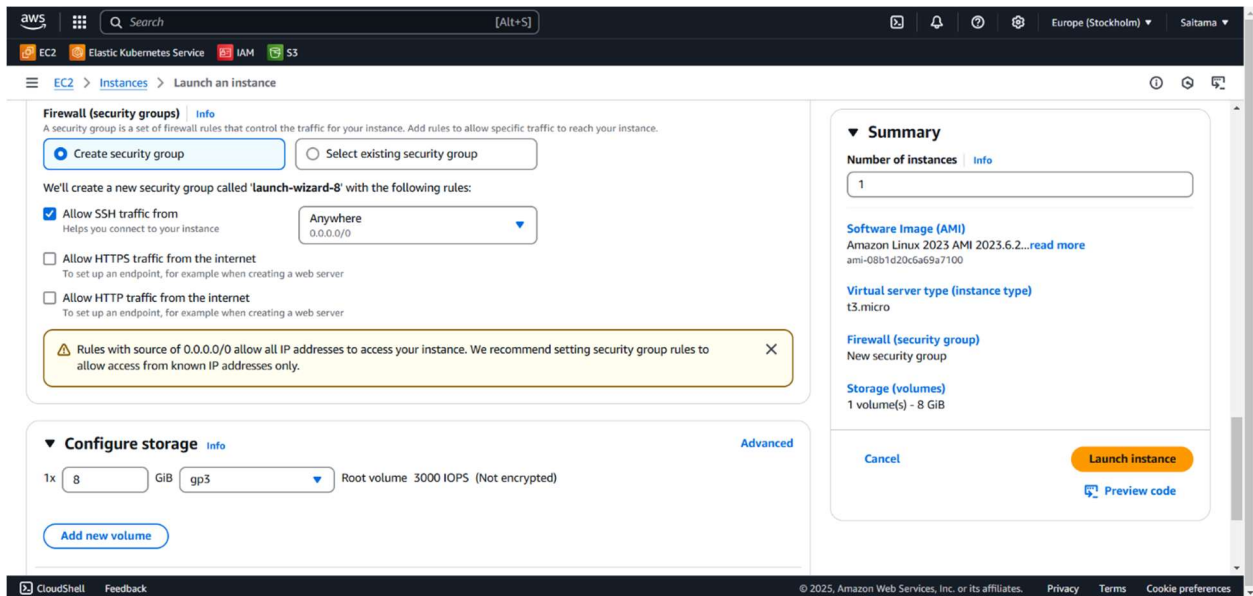 aws
Search [Alt+S]
Europe (Stockholm) ▼
Saitama ▼
EC2 Elastic Kubernetes Service IAM S3
EC2 > Instances > Launch an instance
Firewall (security groups) Info
A security group is a set of firewall rules that control the traffic for your instance. Add rules to allow specific traffic to reach your instance.
Create security group
Select existing security group
We'll create a new security group called 'launch-wizard-8' with the following rules:
Allow SSH traffic from
Helps you connect to your instance
Anywhere
0.0.0.0/0
Allow HTTPS traffic from the internet
To set up an endpoint, for example when creating a web server
Allow HTTP traffic from the internet
To set up an endpoint, for example when creating a web server
Rules with source of 0.0.0.0/0 allow all IP addresses to access your instance. We recommend setting security group rules to
allow access from known IP addresses only.
▼ Configure storage Info
Advanced
1x 8 GiB gp3 Root volume 3000 IOPS (Not encrypted)
Add new volume
▼ Summary
Number of instances Info
1
Software Image (AMI)
Amazon Linux 2023 AMI 2023.6.2...read more
ami-08b1d20c6a69a7100
Virtual server type (instance type)
t3.micro
Firewall (security group)
New security group
Storage (volumes)
1 volume(s) - 8 GiB
Cancel
Launch instance
Preview code
CloudShell Feedback
© 2025, Amazon Web Services, Inc. or its affiliates. Privacy Terms Cookie preferences